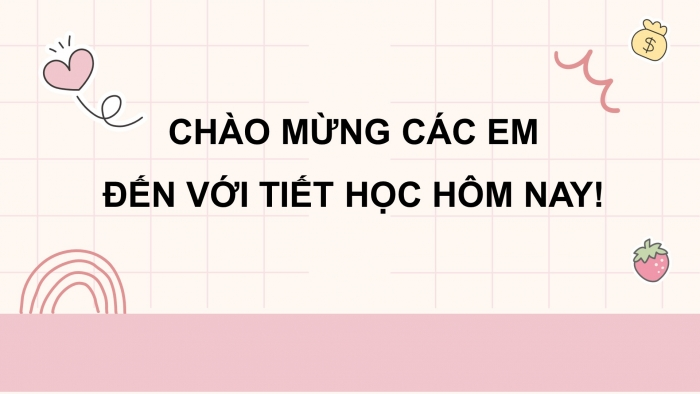 CHÀO MỪNG CÁC EM
ĐẾN VỚI TIẾT HỌC HÔM NAY!
$